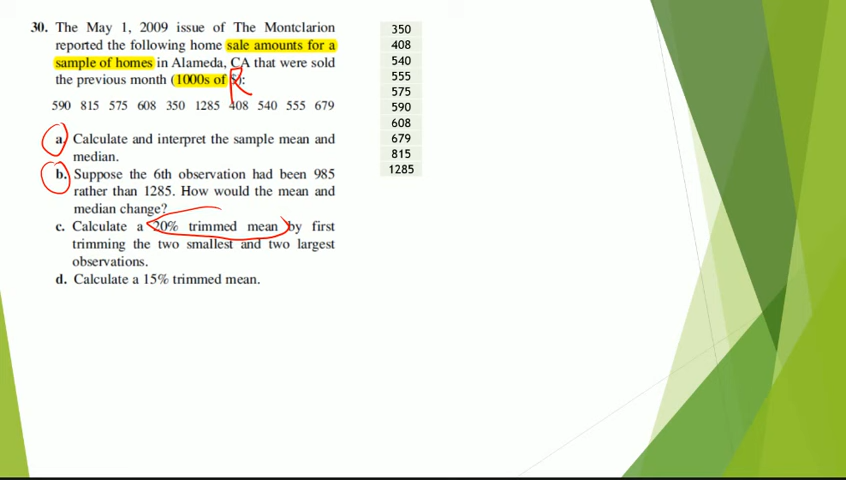 30. The May 1, 2009 issue of The Montclarion
reported the following home sale amounts for a
sample of homes in Alameda, CA that were sold
the previous month (1000s of $):
R
590 815 575 608 350 1285 408 540 555 679
a. Calculate and interpret the sample mean and
median.
b. Suppose the 6th observation had been 985
rather than 1285. How would the mean and
median change?
c. Calculate a 20% trimmed mean by first
trimming the two smallest and two largest
observations.
d. Calculate a 15% trimmed mean.
350
408
540
555
575
590
608
679
815
1285